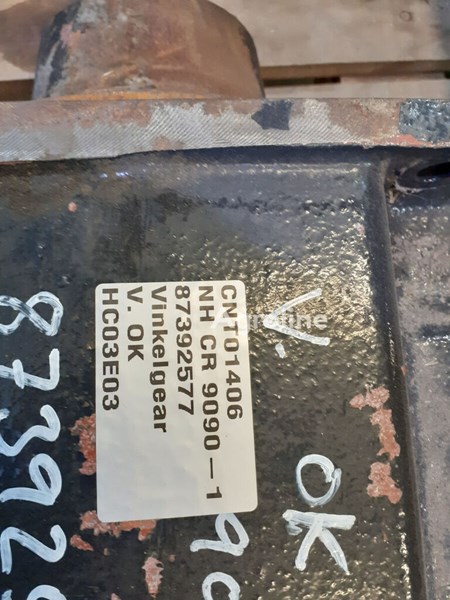 CNT01406
NH CR 9090-1
87392577
Vinkelgear
V. OK
HC03E03
V.
OK